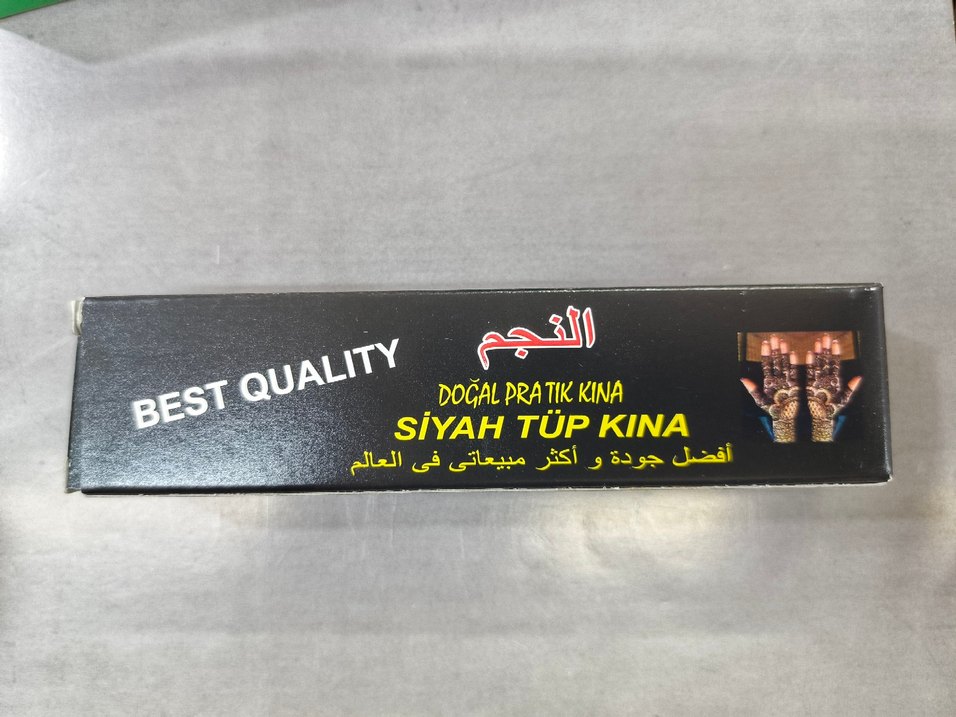 BEST QUALITY
النجم
DOĞAL PRATIK KINA
SİYAH TÜP KINA
أفضل جودة و أكثر مبيعاتى فى العالم